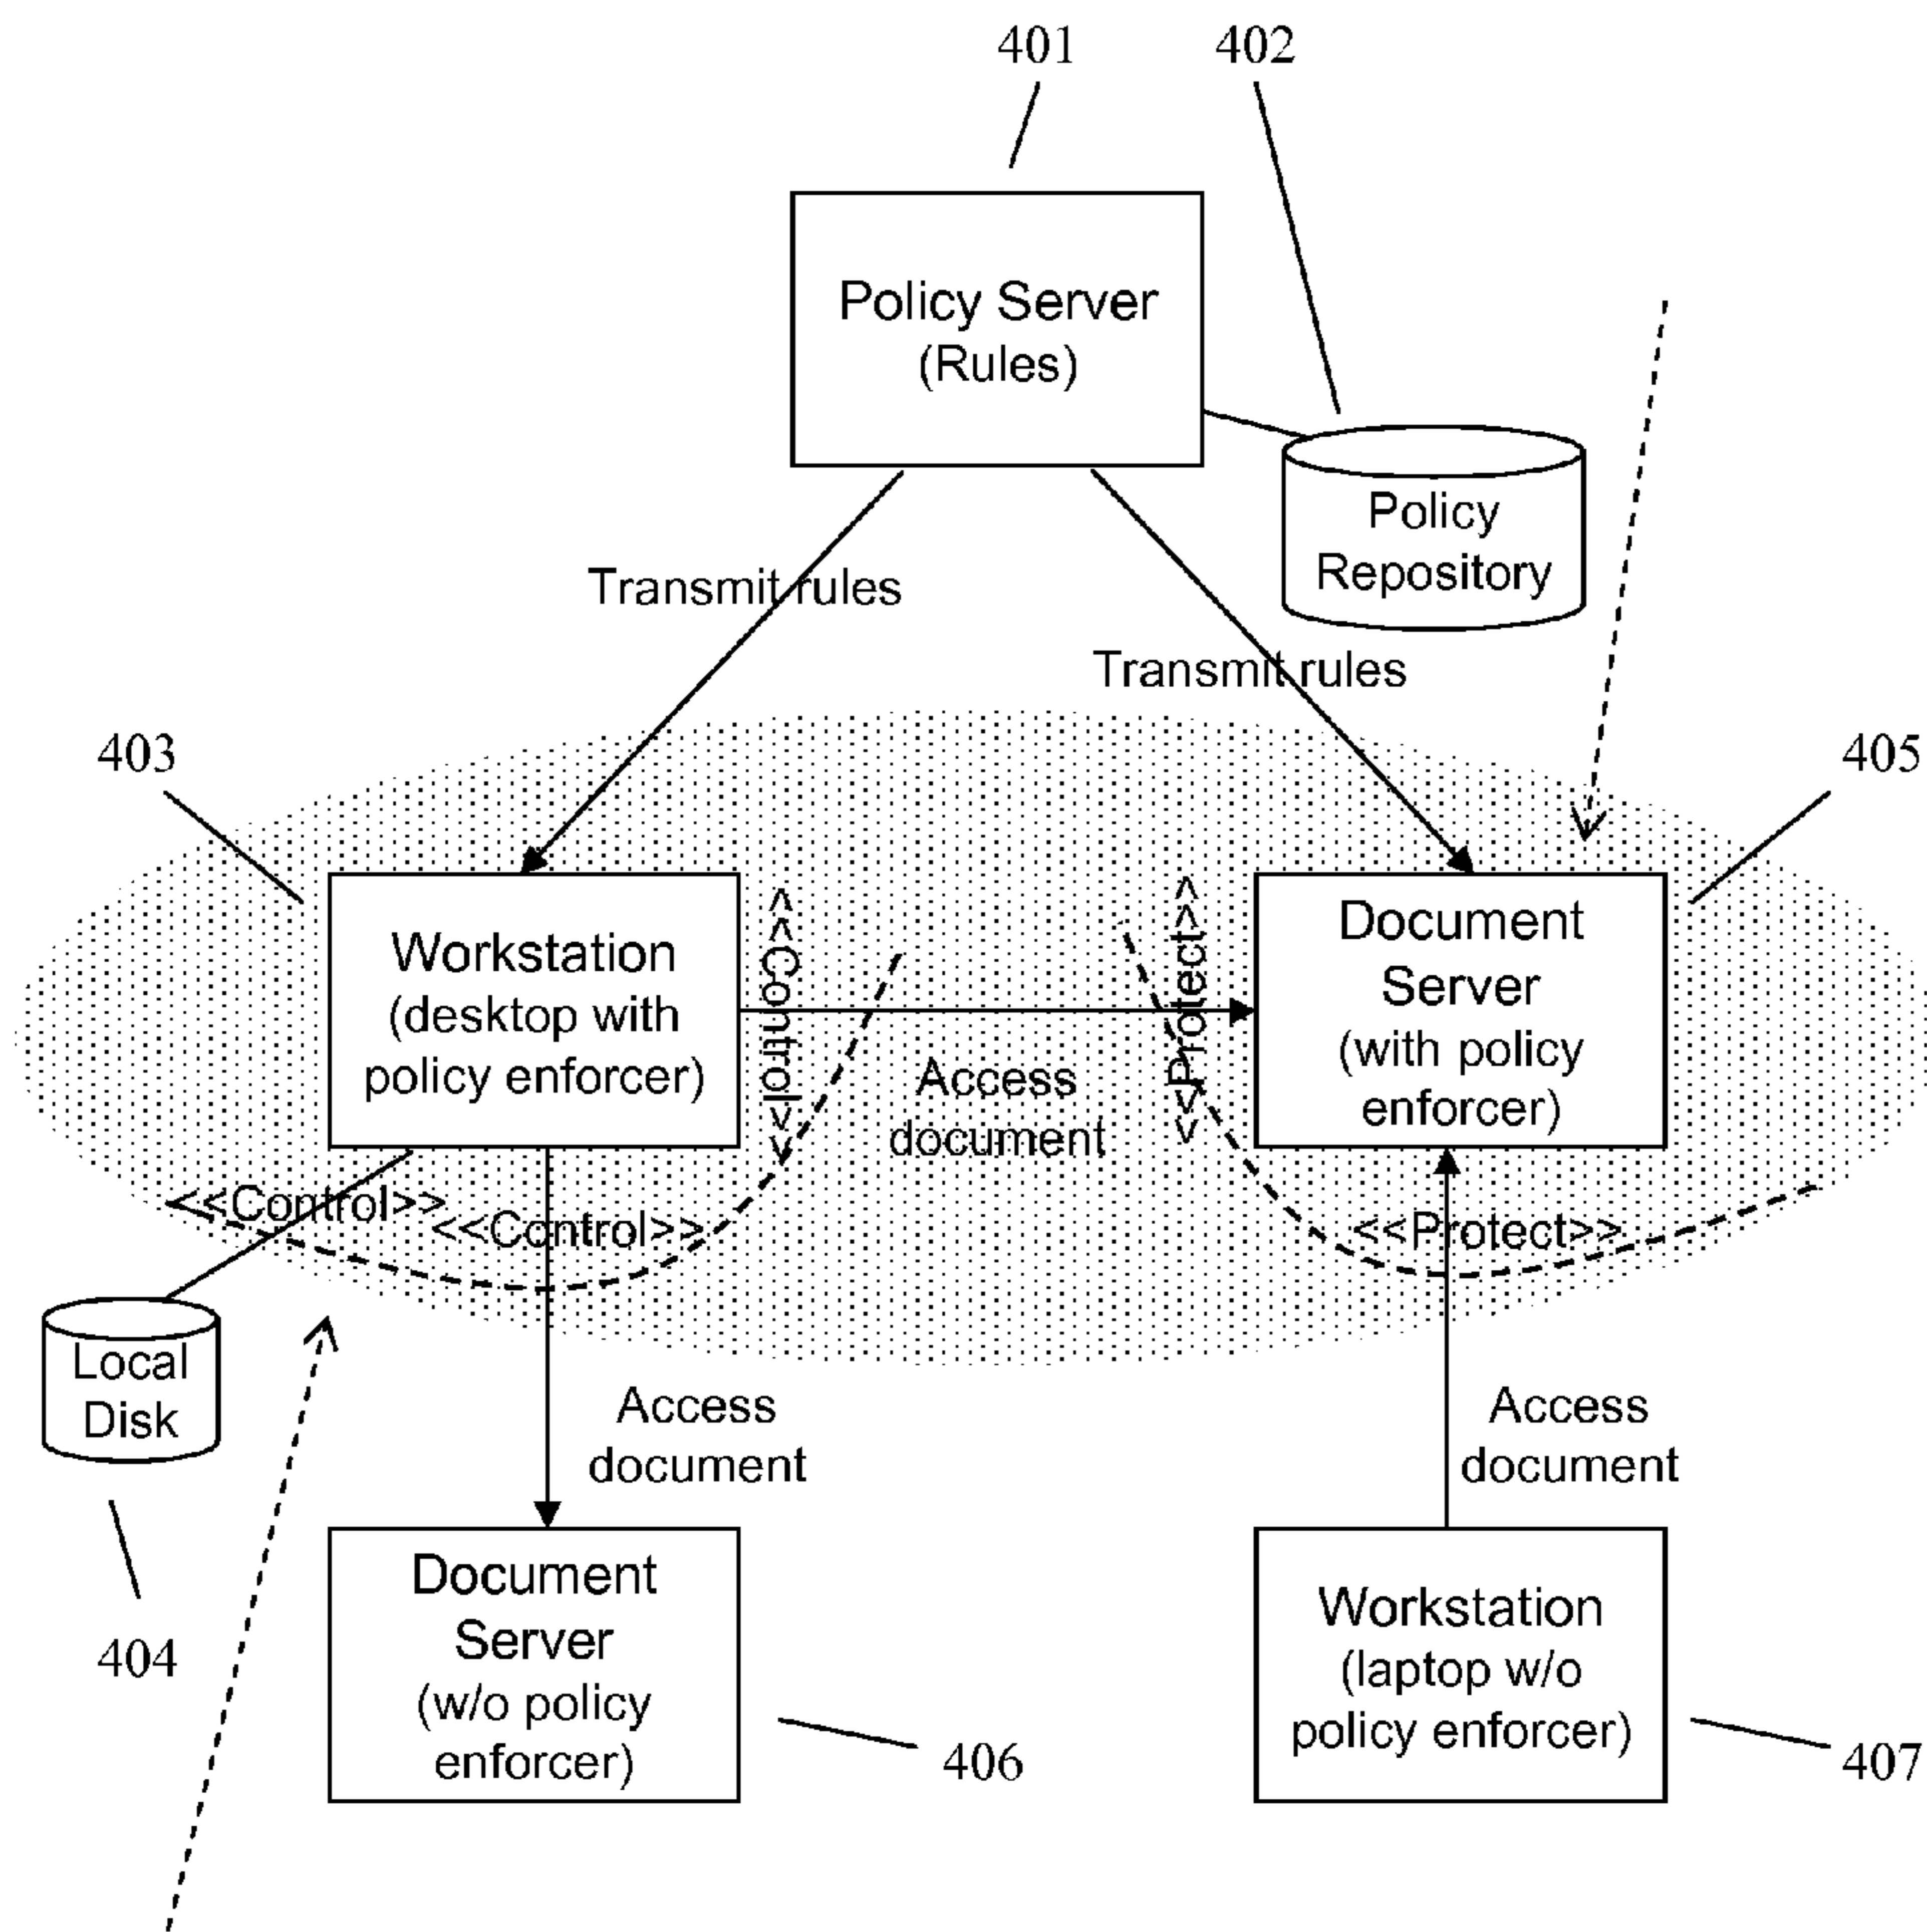 401
402
Policy Server
(Rules)
Policy
Repository
Transmit rules
Transmit rules
403
405
Workstation
(desktop with
policy enforcer)
<<Control>>
Access
document
<<Protect>>
Document
Server
(with policy
enforcer)
<<Control>>
<<Control>>
<<Protect>>
Local
Disk
Access
document
Access
document
404
Document
Server
(w/o policy
enforcer)
406
Workstation
(laptop w/o
policy enforcer)
407